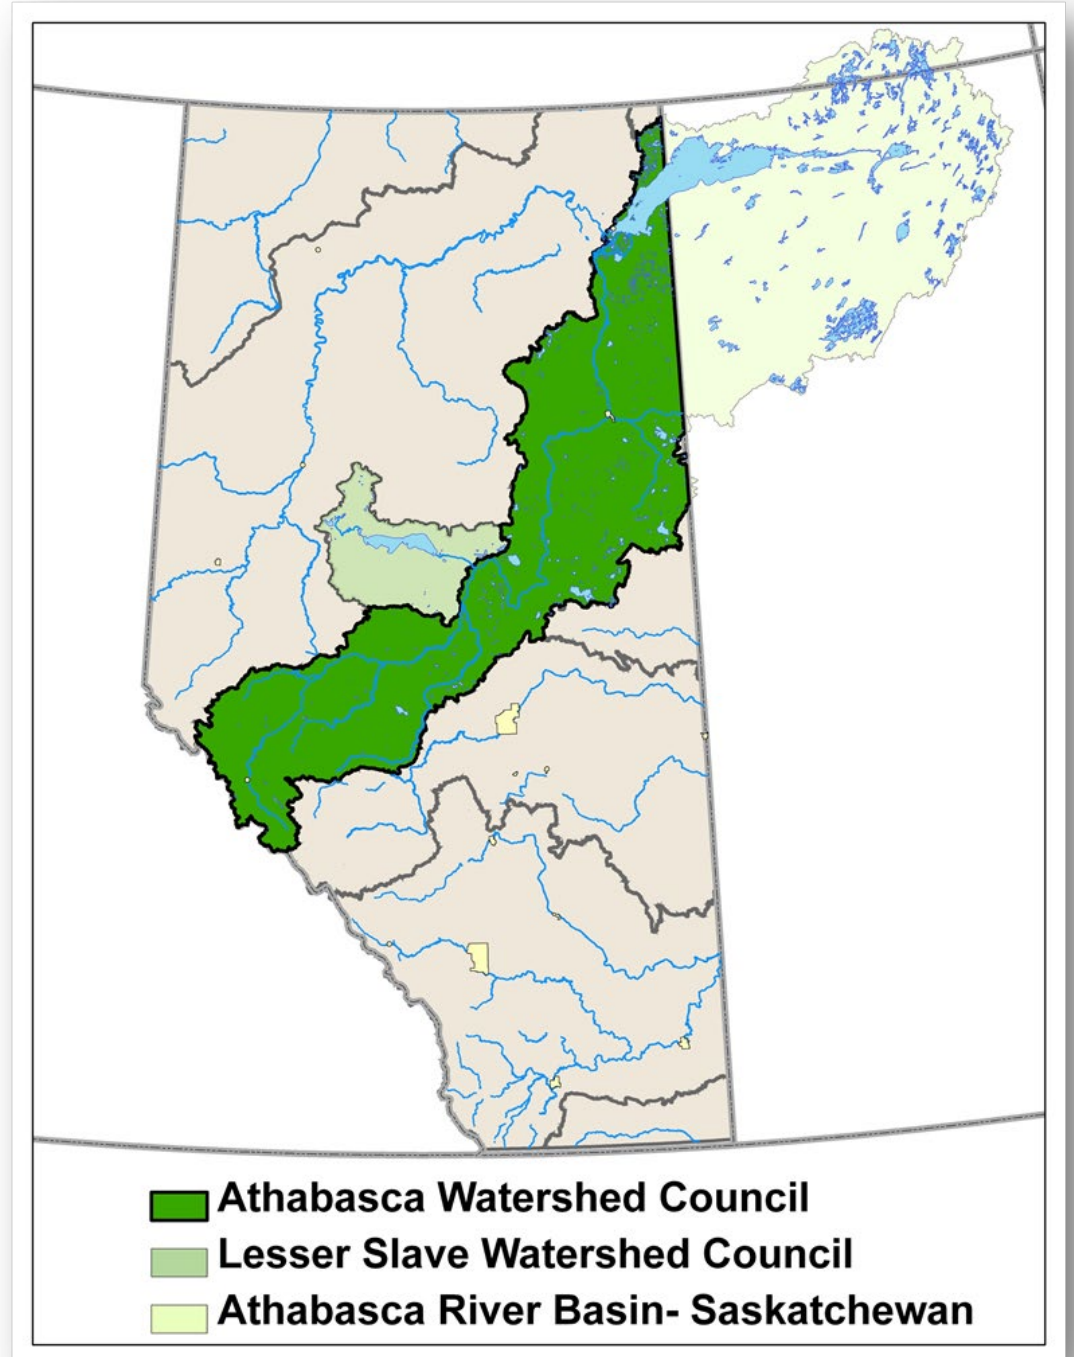 Athabasca Watershed Council
Lesser Slave Watershed Council
Athabasca River Basin- Saskatchewan